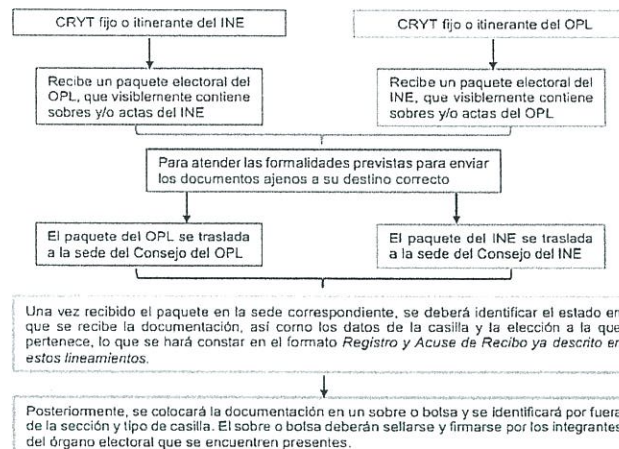 CRYT fijo o itinerante del INE
CRYT fijo o itinerante del OPL
Recibe un paquete electoral del
OPL, que visiblemente contiene
sobres y/o actas del INE
Recibe un paquete electoral del
INE, que visiblemente contiene
sobres y/o actas del OPL
Para atender las formalidades previstas para enviar
los documentos ajenos a su destino correcto
El paquete del OPL se traslada
a la sede del Consejo del OPL
El paquete del INE se traslada
a la sede del Consejo del INE
Una vez recibido el paquete en la sede correspondiente, se deberá identificar el estado en
que se recibe la documentación, así como los datos de la casilla y la elección a la que
pertenece, lo que se hará constar en el formato Registro y Acuse de Recibo ya descrito en
estos lineamientos.
Posteriormente, se colocará la documentación en un sobre o bolsa y se identificará por fuera
de la sección y tipo de casilla. El sobre o bolsa deberán sellarse y firmarse por los integrantes
del órgano electoral que se encuentren presentes.